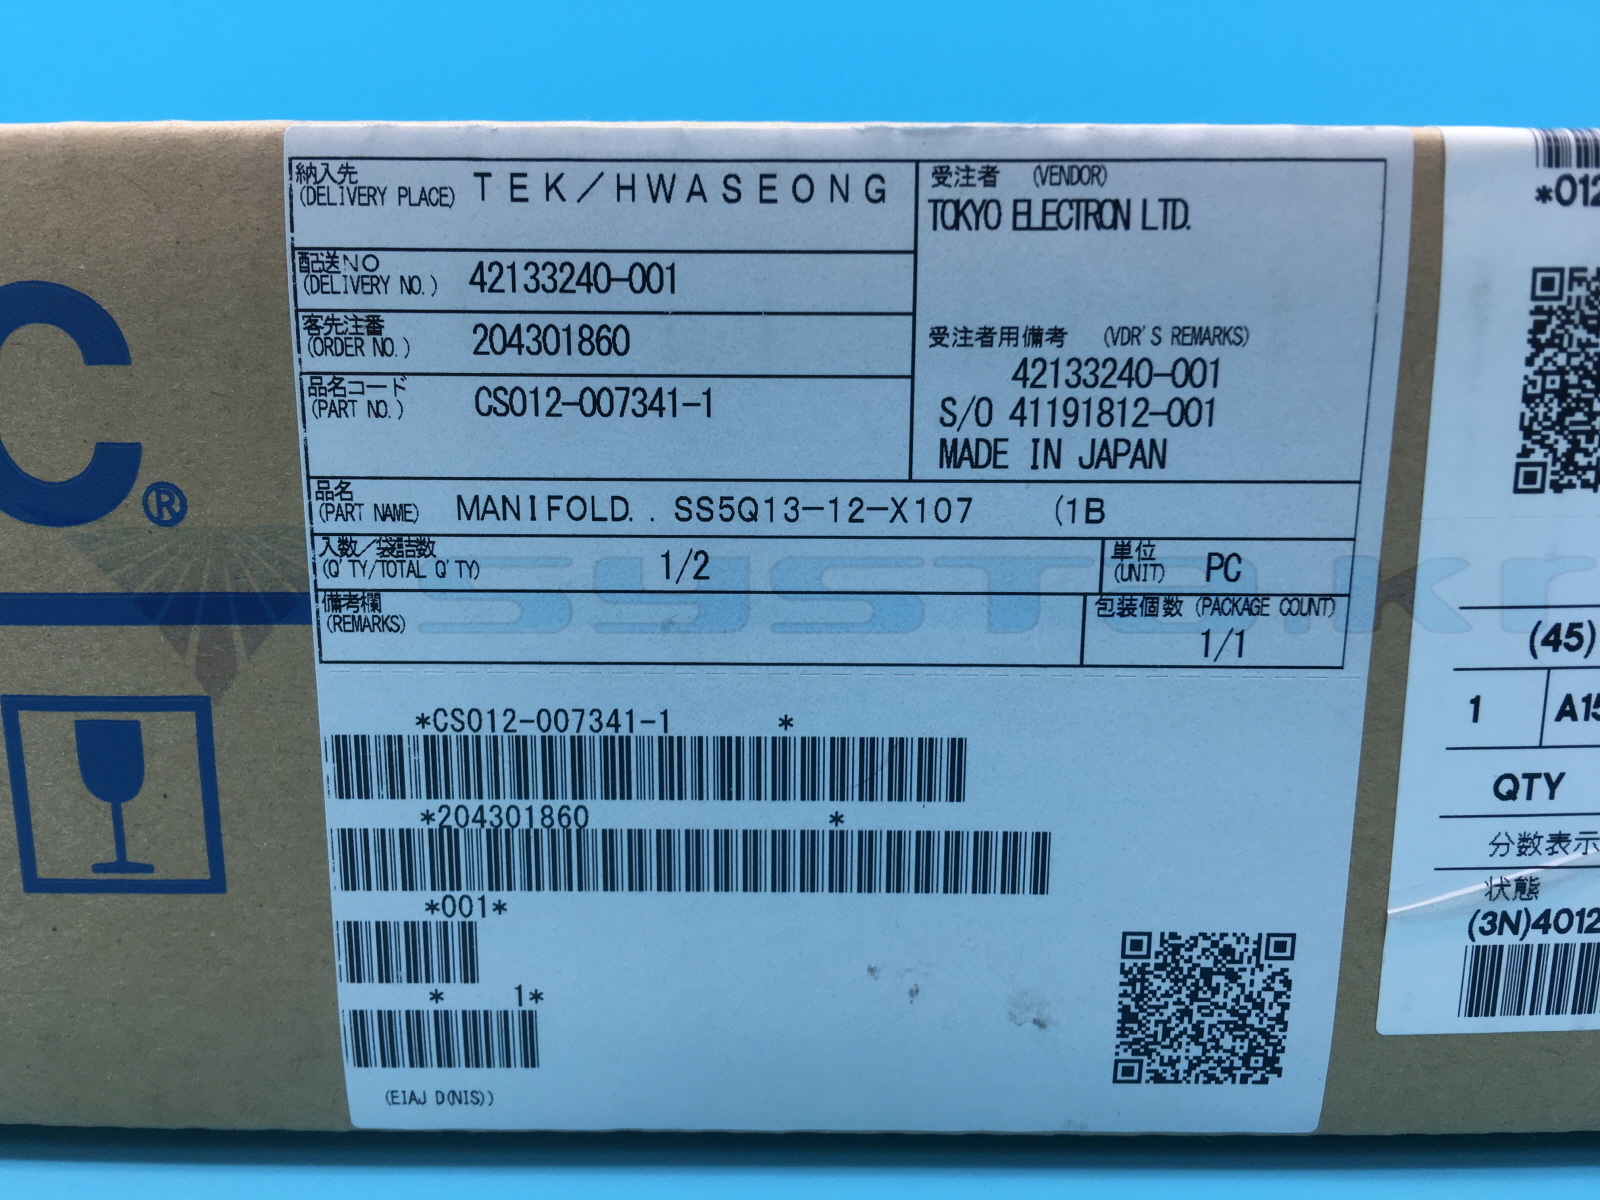 納入先
(DELIVERY PLACE) TEK/HWASEONG
配送NO
(DELIVERY NO.) 42133240-001
客先注番
(ORDER NO.) 204301860
品名コード
(PART NO.) CS012-007341-1
受注者 (VENDOR)
TOKYO ELECTRON LTD.
受注者用備考 (VDR'S REMARKS)
42133240-001
S/O 41191812-001
MADE IN JAPAN
品名
(PART NAME) MANIFOLD. . SS5Q13-12-X107 (1B
入数/袋詰数
(Q'TY/TOTAL Q'TY) 1/2
単位
(UNIT) PC
備考欄
(REMARKS)
包装個数 (PACKAGE COUNT)
1/1
*CS012-007341-1 *
*204301860 *
*001*
* 1*
(EIAJ D(NIS))
C®
systo.kr
*012
(45)
1 A15
QTY
分数表示
状態
(3N)4012